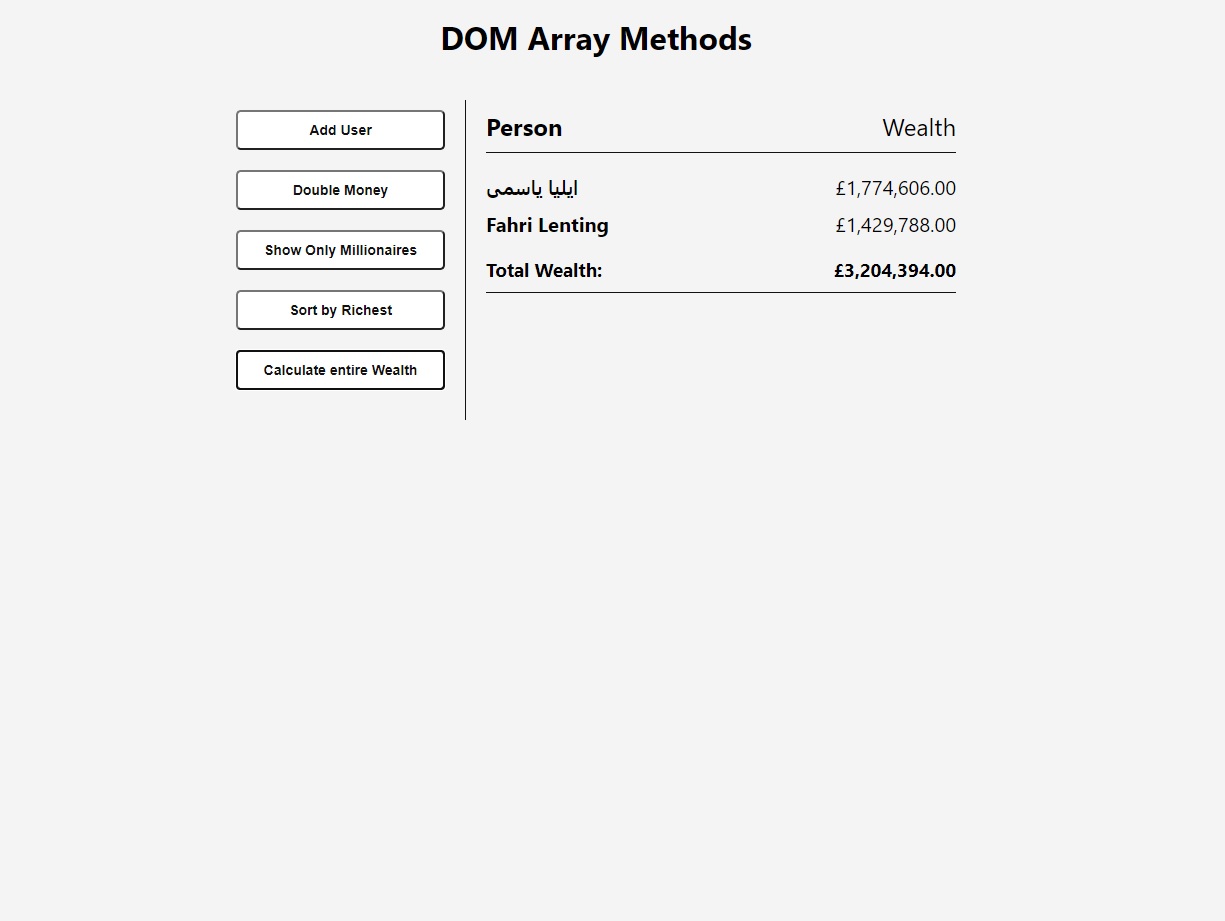 DOM Array Methods
Add User
Double Money
Show Only Millionaires
Sort by Richest
Calculate entire Wealth
Person Wealth
ایلیا یاسمی £1,774,606.00
Fahri Lenting £1,429,788.00
Total Wealth: £3,204,394.00